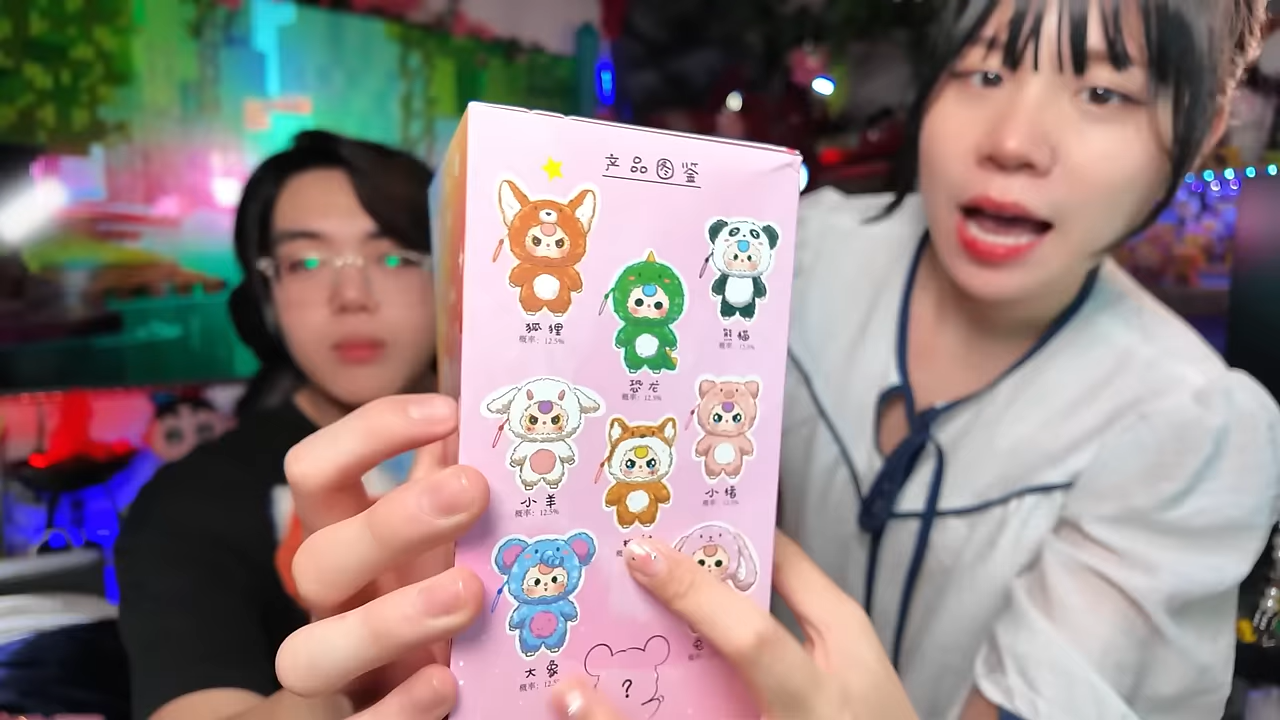 产品图鉴
狐狸
概率：12.5%
熊猫
概率：12.5%
恐龙
概率：12.5%
小羊
概率：12.5%
小猪
大象
概率：12.5
?